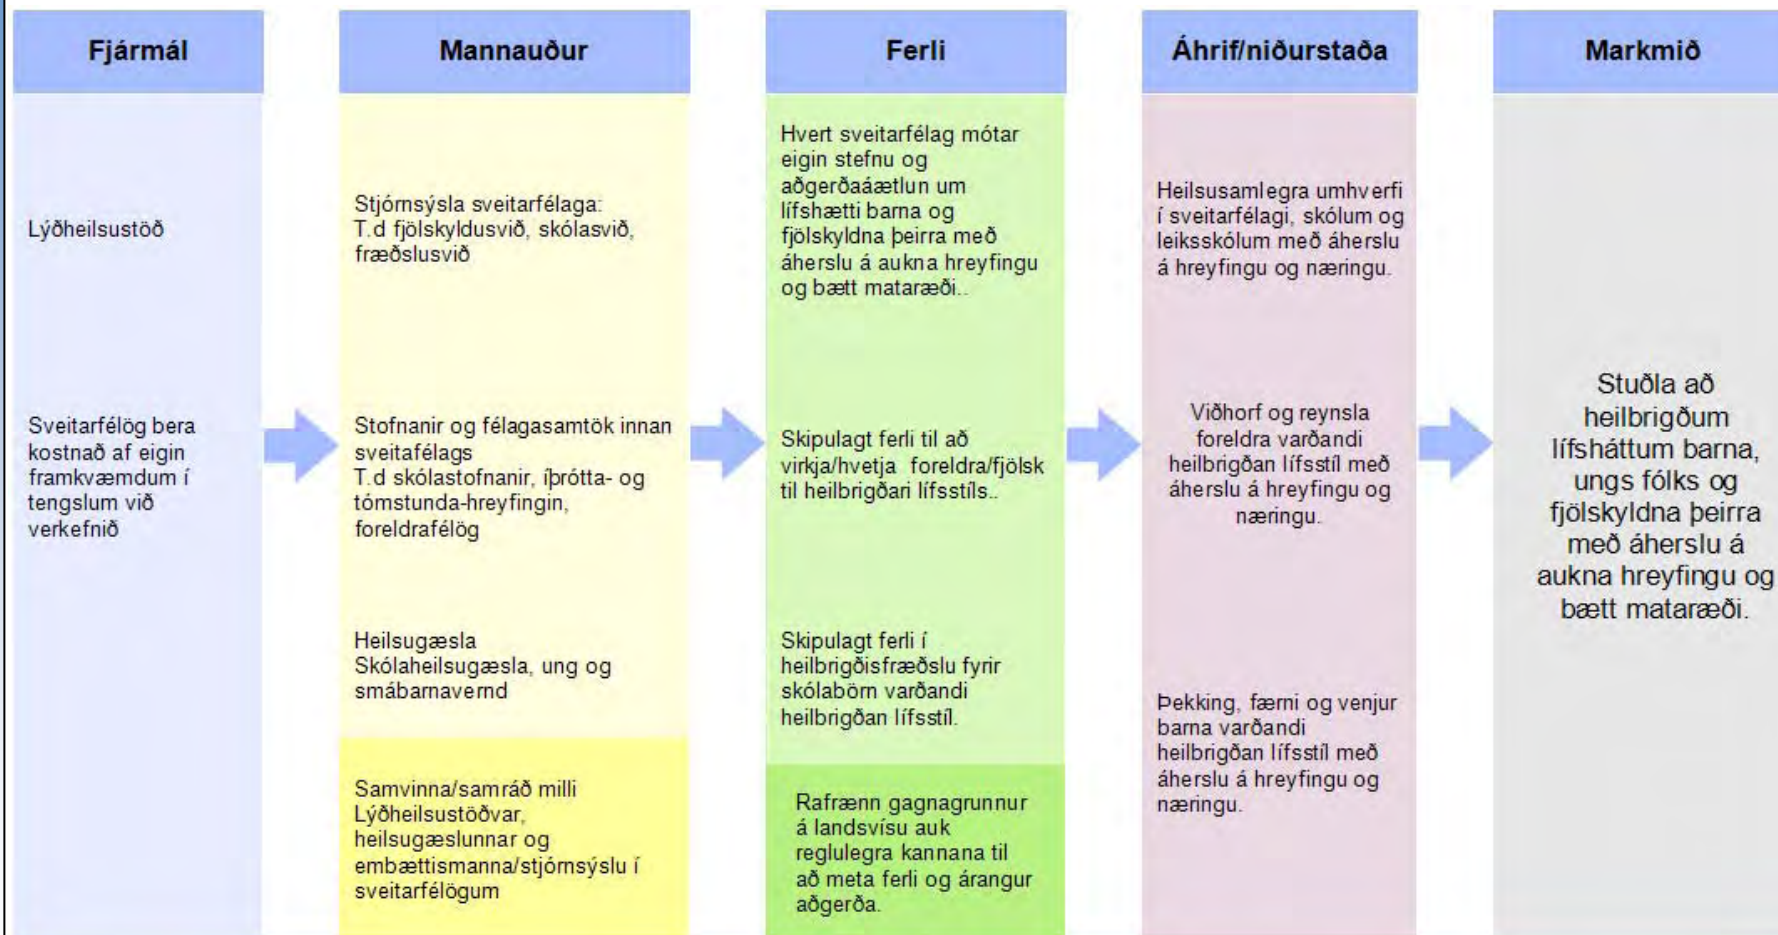 Fjármál
Lýðheilsustöð
Sveitarfélög bera
kostnað af eigin
framkvæmdum í
tengslum við
verkefnið
Mannauður
Stjórnsýsla sveitarfélaga:
T.d fjölskyldusvið, skólasvið,
fræðslusvið
Stofnanir og félagasamtök innan
sveitafélags
T.d skólastofnanir, íþrótta- og
tómstunda-hreyfingin,
foreldrafélög
Heilsugæsla
Skólaheilsugæsla, ung og
smábarnavernd
Samvinna/samráð milli
Lýðheilsustöðvar,
heilsugæslunnar og
embættismanna/stjórnsýslu í
sveitarfélögum
Ferli
Hvert sveitarfélag mótar
eigin stefnu og
aðgerðaáætlun um
lífshætti barna og
fjölskyldna þeirra með
áherslu á aukna hreyfingu
og bætt mataræði..
Skipulagt ferli til að
virkja/hvetja foreldra/fjölsk
til heilbrigðari lífsstíls..
Skipulagt ferli í
heilbrigðisfræðslu fyrir
skólabörn varðandi
heilbrigðan lífsstíl.
Rafrænn gagnagrunnur
á landsvísu auk
reglulegra kannana til
að meta ferli og árangur
aðgerða.
Áhrif/niðurstaða
Heilsusamlegra umhverfi
í sveitarfélagi, skólum og
leiksskólum með áherslu
á hreyfingu og næringu.
Viðhorf og reynsla
foreldra varðandi
heilbrigðan lífsstíl með
áherslu á hreyfingu og
næringu.
Þekking, færni og venjur
barna varðandi
heilbrigðan lífsstíl með
áherslu á hreyfingu og
næringu.
Markmið
Stuðla að
heilbrigðum
lífsháttum barna,
ungs fólks og
fjölskyldna þeirra
með áherslu á
aukna hreyfingu og
bætt mataræði.